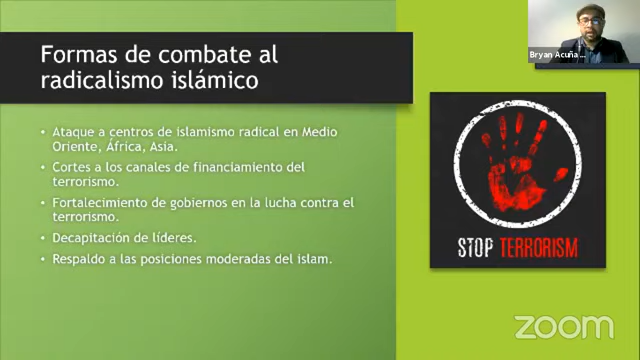 Formas de combate al
radicalismo islámico
Bryan Acuña ...
• Ataque a centros de islamismo radical en Medio
Oriente, África, Asia.
• Cortes a los canales de financiamiento del
terrorismo.
• Fortalecimiento de gobiernos en la lucha contra el
terrorismo.
• Decapitación de líderes.
• Respaldo a las posiciones moderadas del islam.
STOP TERRORISM
zoom